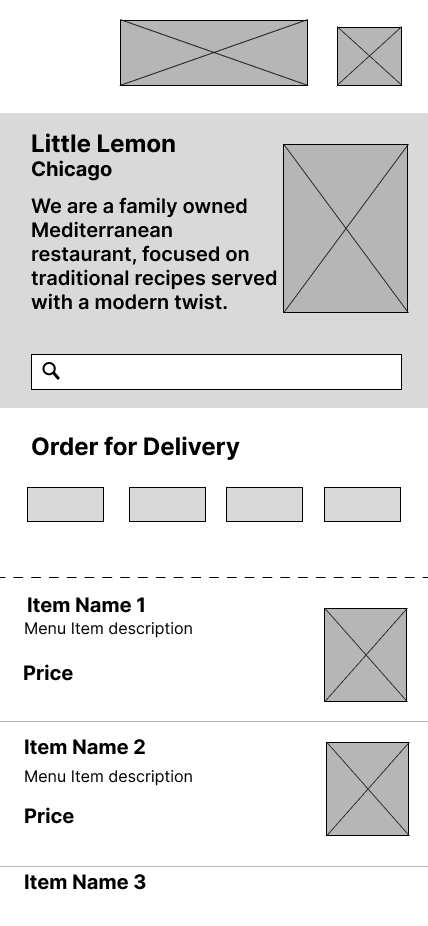 Little Lemon
Chicago
We are a family owned
Mediterranean
restaurant, focused on
traditional recipes served
with a modern twist.
Order for Delivery
Item Name 1
Menu Item description
Price
Item Name 2
Menu Item description
Price
Item Name 3